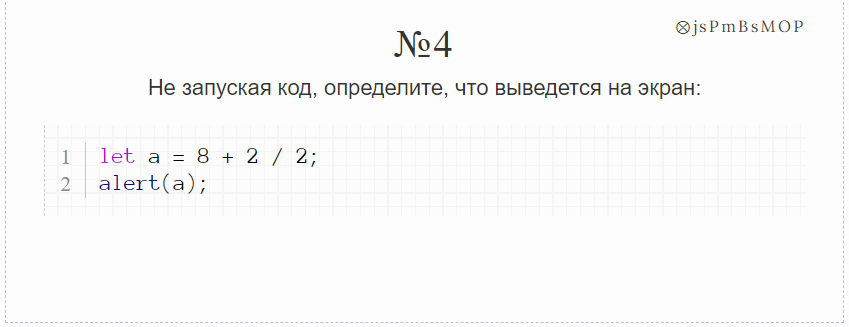 ⊗jsPmBsMOP
№4
Не запуская код, определите, что выведется на экран:
1 let a = 8 + 2 / 2;
2 alert(a);